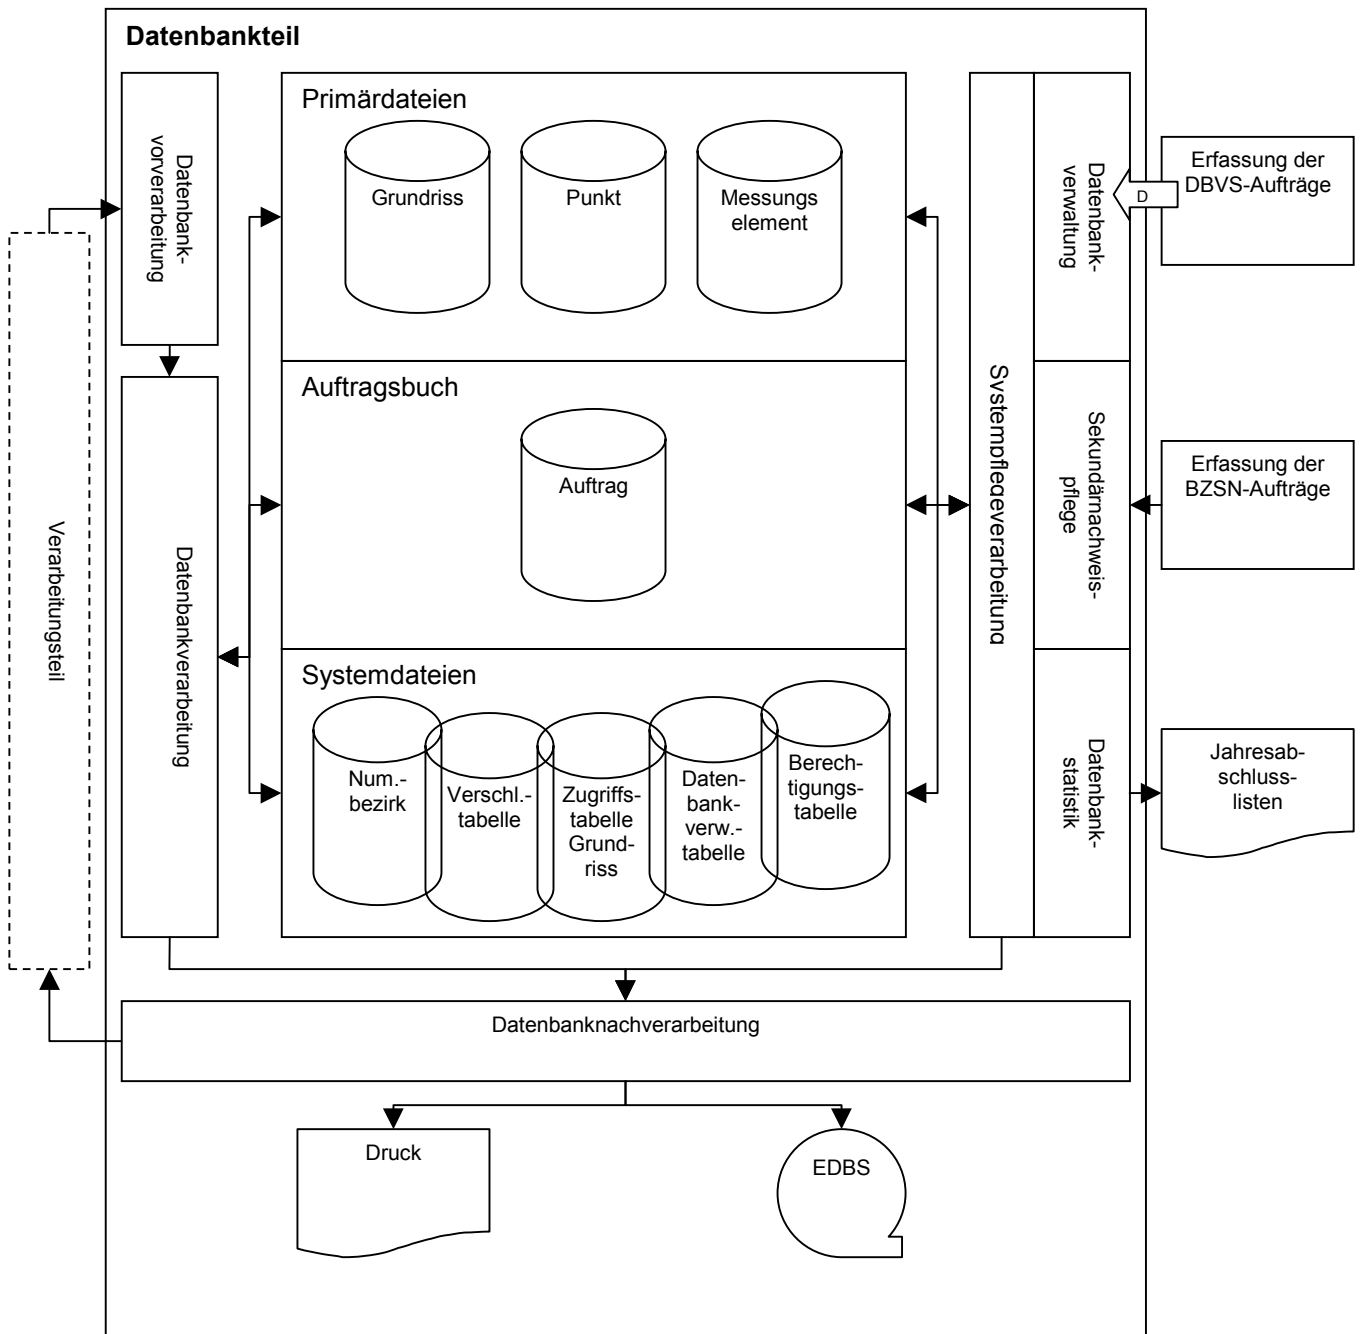 Datenbankteil
Datenbank-
vorverarbeitung
Primärdateien
Grundriss
Punkt
Messungs
element
Datenbank-
verwaltung
D
Erfassung der
DBVS-Aufträge
Verarbeitungsteil
Datenbankverarbeitung
Auftragsbuch
Auftrag
Systempflegeverarbeitung
Sekundärnachweis-
pflege
Erfassung der
BZSN-Aufträge
Systemdateien
Num.-
bezirk
Verschl.-
tabelle
Zugriffs-
tabelle
Grund-
riss
Daten-
bank-
verw.-
tabelle
Berech-
tigungs-
tabelle
Datenbank-
statistik
Jahresab-
schluss-
listen
Datenbanknachverarbeitung
Druck
EDBS